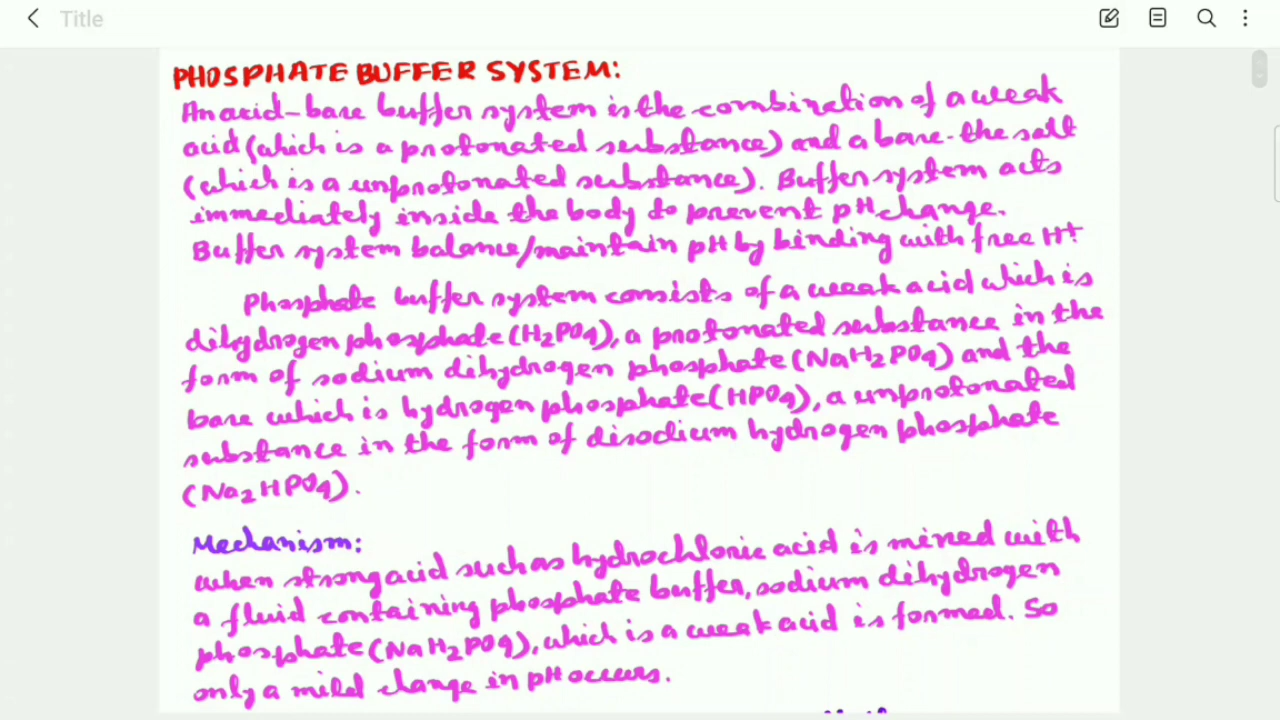 Title
PHOSPHATE BUFFER SYSTEM:
An acid-base buffer system is the combination of a weak
acid (which is a protonated substance) and a base-the salt
(which is a unprotonated substance). Buffer system acts
immediately inside the body to prevent pH change.
Buffer system balance/maintain pH by binding with free H+
Phosphate buffer system consists of a weak acid which is
dihydrogen phosphate (H2PO4), a protonated substance in the
form of sodium dihydrogen phosphate (NaH2PO4) and the
base which is hydrogen phosphate (HPO4), a unprotonated
substance in the form of disodium hydrogen phosphate
(Na2HPO4).
Mechanism:
when strong acid such as hydrochloric acid is mixed with
a fluid containing phosphate buffer, sodium dihydrogen
phosphate (NaH2PO4), which is a weak acid is formed. So
only a mild change in pH occurs.